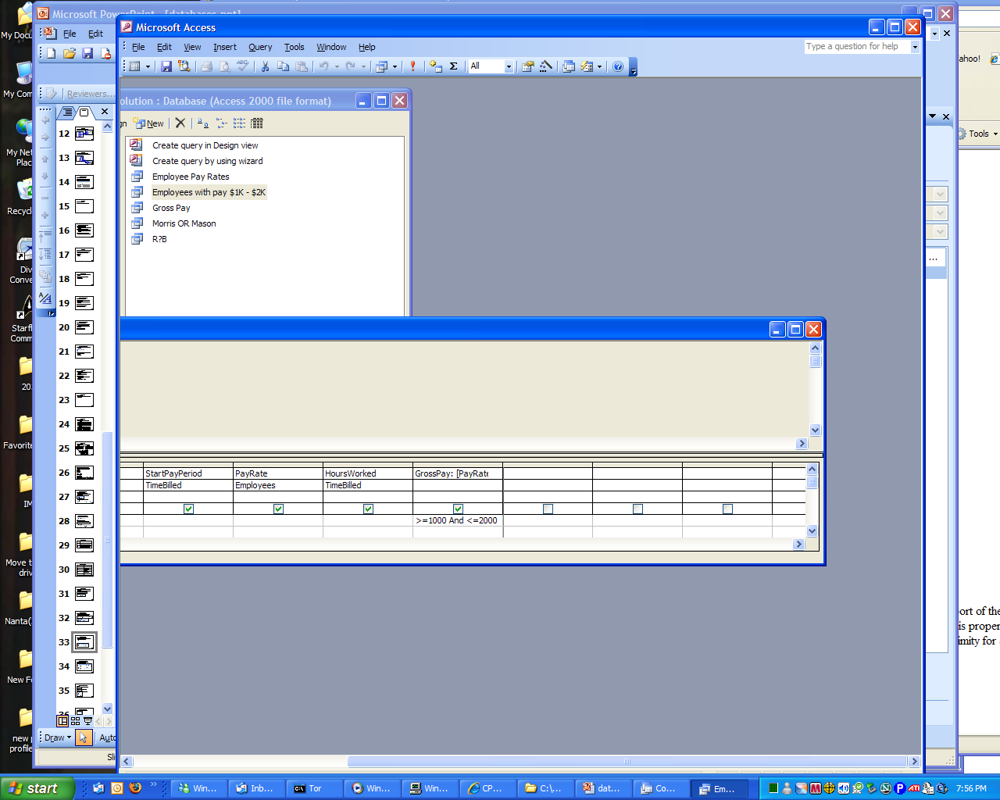 Microsoft PowerPoint - [databases.ppt]
Microsoft Access
File Edit View Insert Query Tools Window Help
Type a question for help
All
File Edit
Reviewers...
olution : Database (Access 2000 file format)
gn New
Create query in Design view
Create query by using wizard
Employee Pay Rates
Employees with pay $1K - $2K
Gross Pay
Morris OR Mason
R?B
StartPayPeriod PayRate HoursWorked GrossPay: [PayRate
TimeBilled Employees TimeBilled
>=1000 And <=2000
12
13
14
15
16
17
18
19
20
21
22
23
24
25
26
27
28
29
30
31
32
33
34
35
36
Draw Auto
Sli
My Docu
My Com
My Net
Plac
Recyc
Div
Conve
Starf
Comm
20
Favorite
IM
Move t
driv
Nanta(
New F
new p
profile
ahoo!
Tools
...
ort of the
is proper
imity for
start
Win... Inb... Tor Win... Win... CP... C:\... dat... Co... Em...
7:56 PM